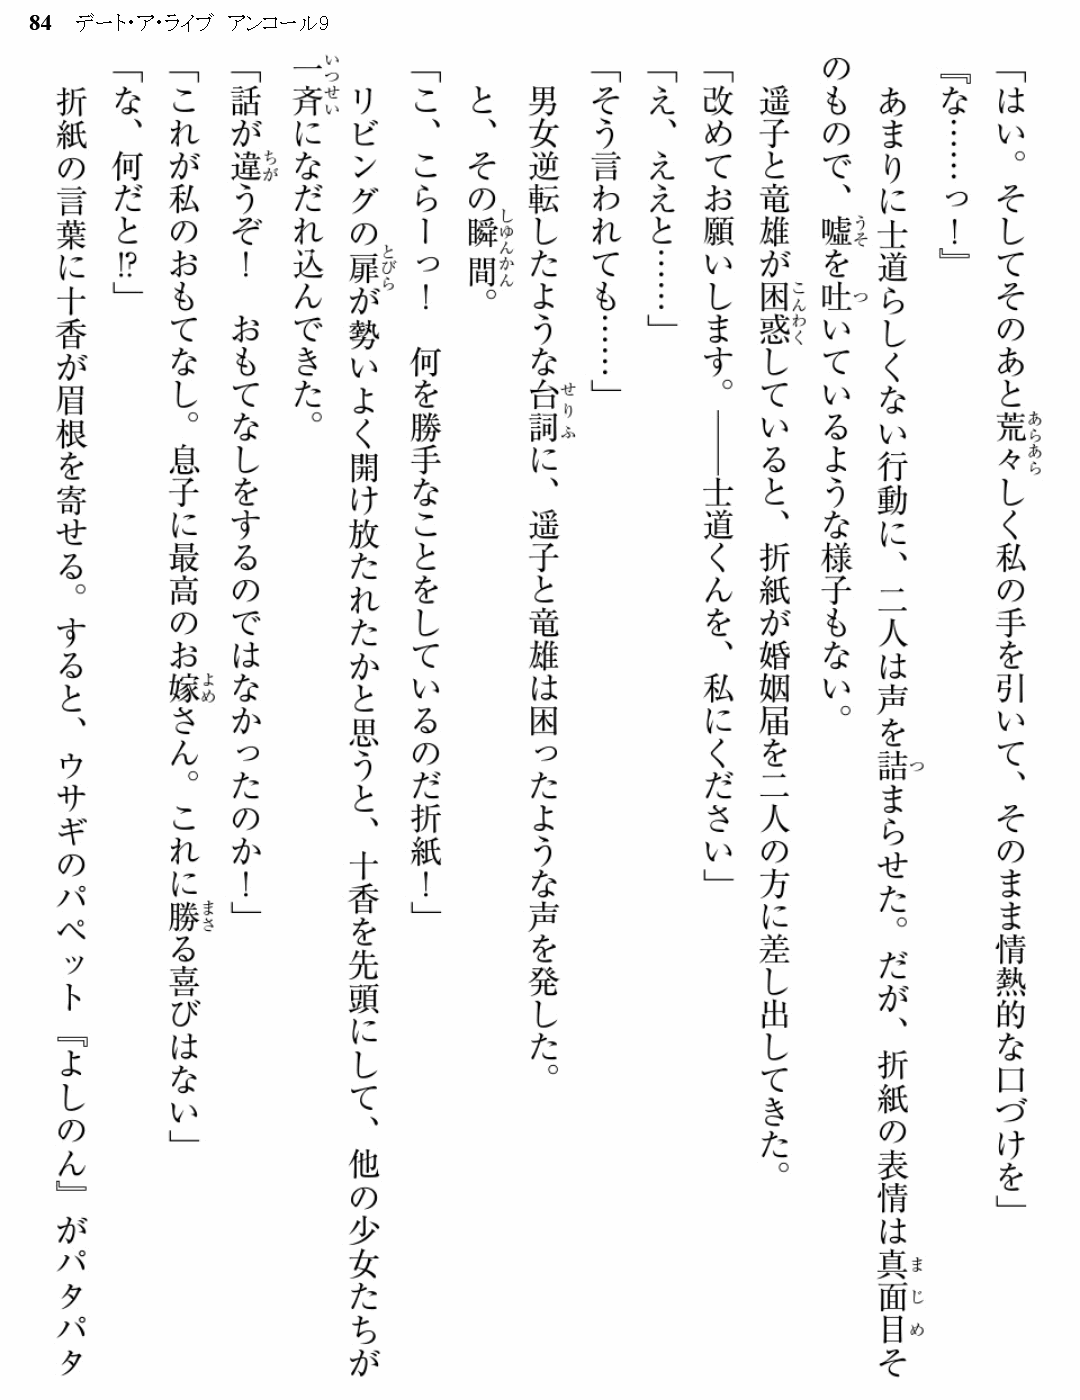 84 デート・ア・ライブ アンコール9
「はい。そしてそのあと荒々しく私の手を引いて、そのまま情熱的な口づけを」
『な……っ！』
　あまりに士道らしくない行動に、二人は声を詰まらせた。だが、折紙の表情は真面目そ
のもので、嘘を吐いているような様子もない。
　遥子と竜雄が困惑していると、折紙が婚姻届を二人の方に差し出してきた。
「改めてお願いします。――士道くんを、私にください」
「え、ええと……」
「そう言われても……」
　男女逆転したような台詞に、遥子と竜雄は困ったような声を発した。
　と、その瞬間。
「こ、こらーっ！　何を勝手なことをしているのだ折紙！」
　リビングの扉が勢いよく開け放たれたかと思うと、十香を先頭にして、他の少女たちが
一斉になだれ込んできた。
「話が違うぞ！　おもてなしをするのではなかったのか！」
「これが私のおもてなし。息子に最高のお嫁さん。これに勝る喜びはない」
「な、何だと!?」
　折紙の言葉に十香が眉根を寄せる。すると、ウサギのパペット『よしのん』がパタパタ